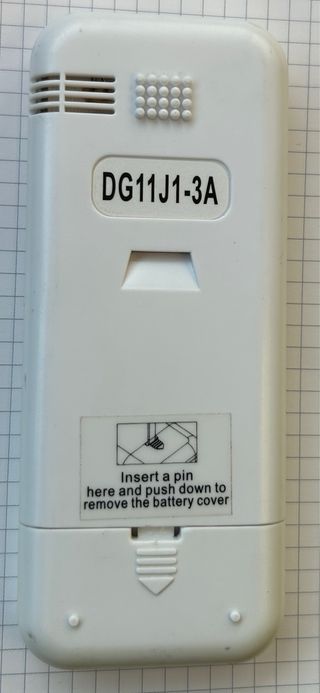 DG11J1-3A
Insert a pin
here and push down to
remove the battery cover